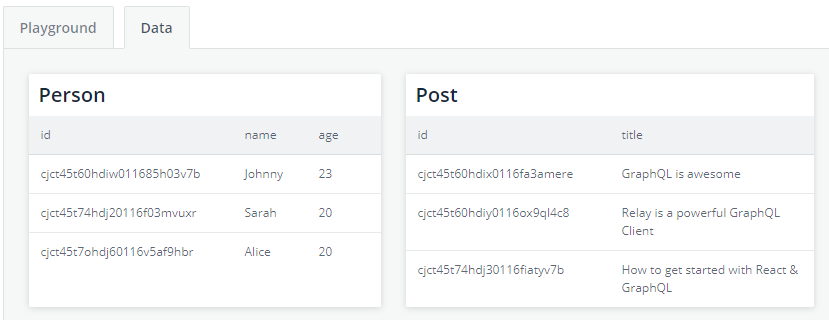 Playground Data
Person
id name age
cjct45t60hdiw011685h03v7b Johnny 23
cjct45t74hdj20116f03mvuxr Sarah 20
cjct45t7ohdj60116v5af9hbr Alice 20
Post
id title
cjct45t60hdix0116fa3amere GraphQL is awesome
cjct45t60hdiy0116ox9ql4c8 Relay is a powerful GraphQL
Client
cjct45t74hdj30116fiatyv7b How to get started with React &
GraphQL